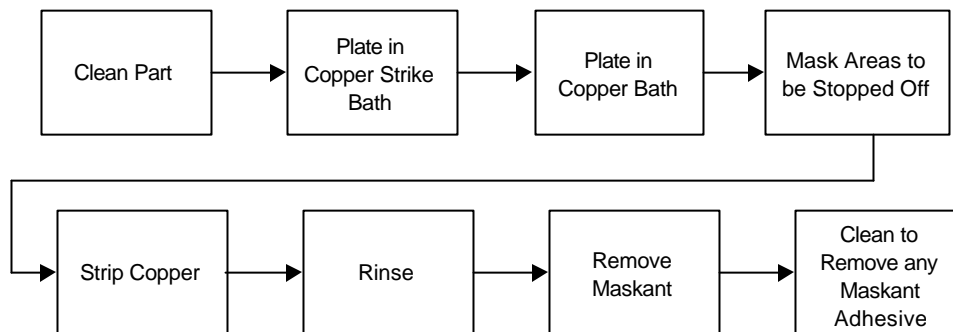 Clean Part
Plate in
Copper Strike
Bath
Plate in
Copper Bath
Mask Areas to
be Stopped Off
Strip Copper
Rinse
Remove
Maskant
Clean to
Remove any
Maskant
Adhesive